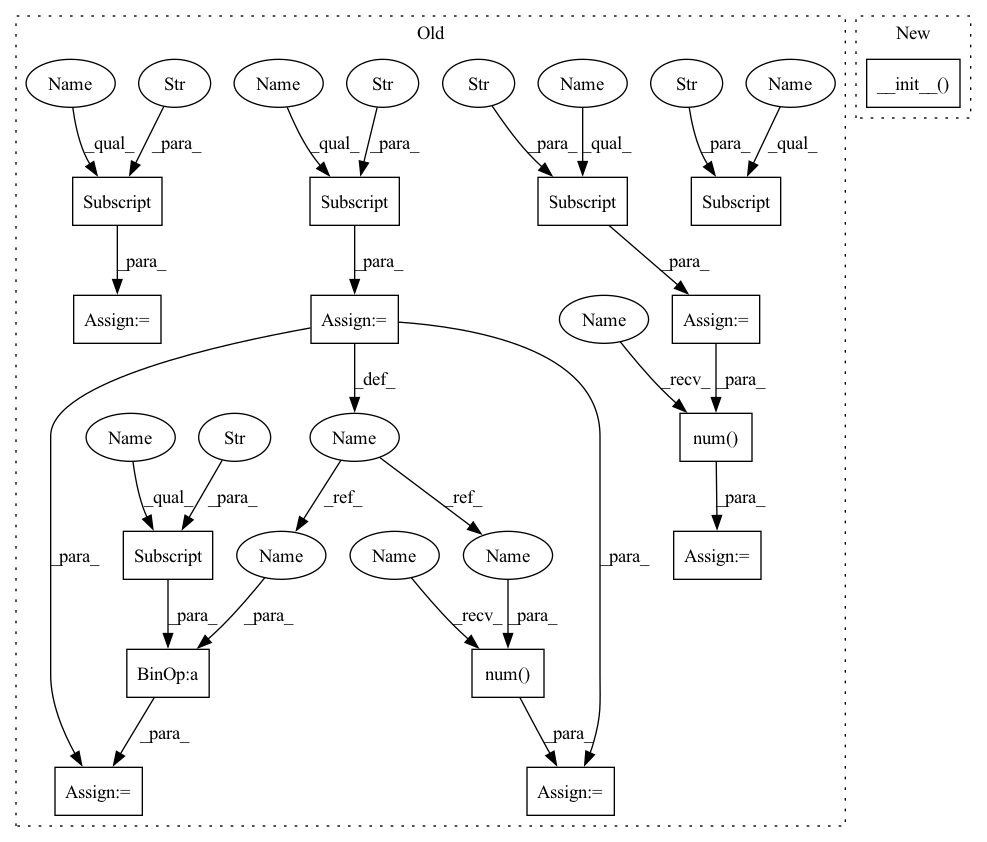 Old
New
Name
Str
Name
Str
Str
Name
Str
Name
__init__()
_qual_
_para_
_qual_
_para_
_para_
_qual_
_para_
_qual_
Subscript
Subscript
Subscript
Subscript
_para_
_para_
_para_
Assign:=
Assign:=
Name
Assign:=
_def_
_recv_
_para_
Name
Str
Name
num()
_qual_
_para_
_ref_
_ref_
_para_
_para_
Subscript
Name
Name
Name
_para_
Assign:=
_para_
_para_
_recv_
_para_
BinOp:a
num()
_para_
_para_
Assign:=
Assign:=